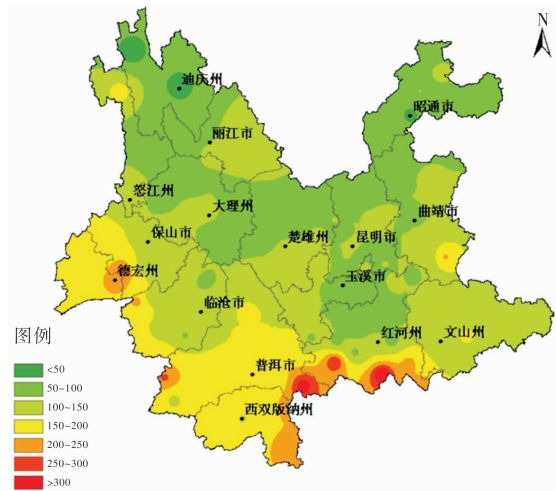 N
迪庆州
昭通市
丽江市
怒江州
大理州
曲靖市
保山市
楚雄州
昆明市
德宏州
玉溪市
临沧市
红河州
文山州
普洱市
西双版纳州
图例
<50
50~100
100~150
150~200
200~250
250~300
>300